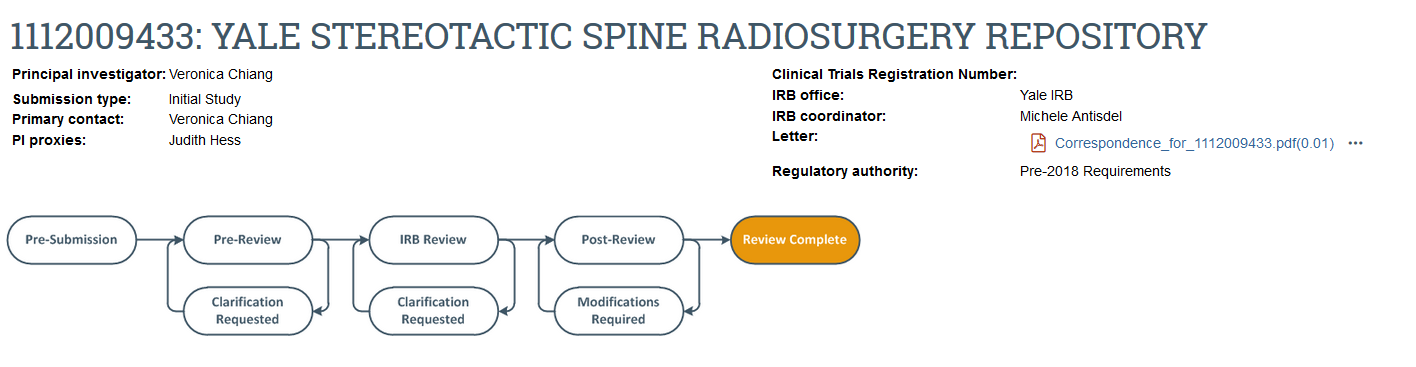 1112009433: YALE STEREOTACTIC SPINE RADIOSURGERY REPOSITORY
Principal investigator: Veronica Chiang
Submission type: Initial Study
Primary contact: Veronica Chiang
PI proxies: Judith Hess
Clinical Trials Registration Number:
IRB office: Yale IRB
IRB coordinator: Michele Antisdel
Letter: Correspondence_for_1112009433.pdf(0.01) ...
Regulatory authority: Pre-2018 Requirements
Pre-Submission
Pre-Review
IRB Review
Post-Review
Review Complete
Clarification
Requested
Clarification
Requested
Modifications
Required